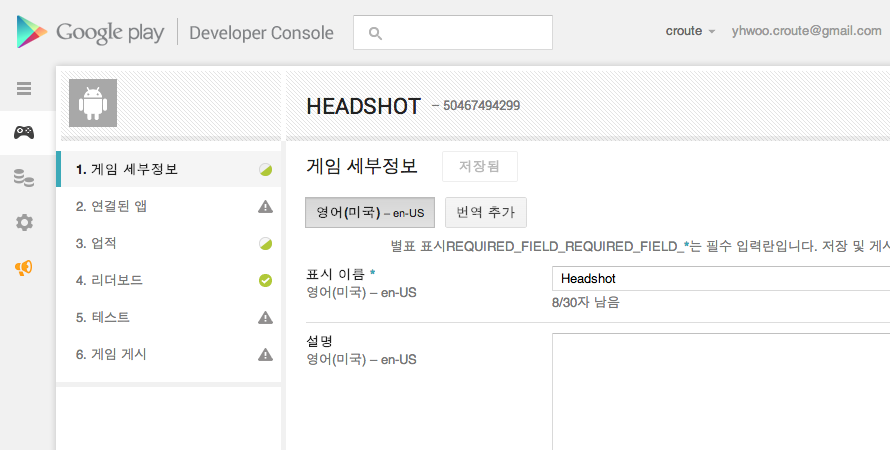 Google play Developer Console
croute yhwoo.croute@gmail.com
HEADSHOT – 50467494299
1. 게임 세부정보
2. 연결된 앱
3. 업적
4. 리더보드
5. 테스트
6. 게임 게시
게임 세부정보 저장됨
영어(미국) – en-US 번역 추가
별표 표시REQUIRED_FIELD_REQUIRED_FIELD_*는 필수 입력란입니다. 저장 및 게시
표시 이름 *
영어(미국) – en-US
Headshot
8/30자 남음
설명
영어(미국) – en-US